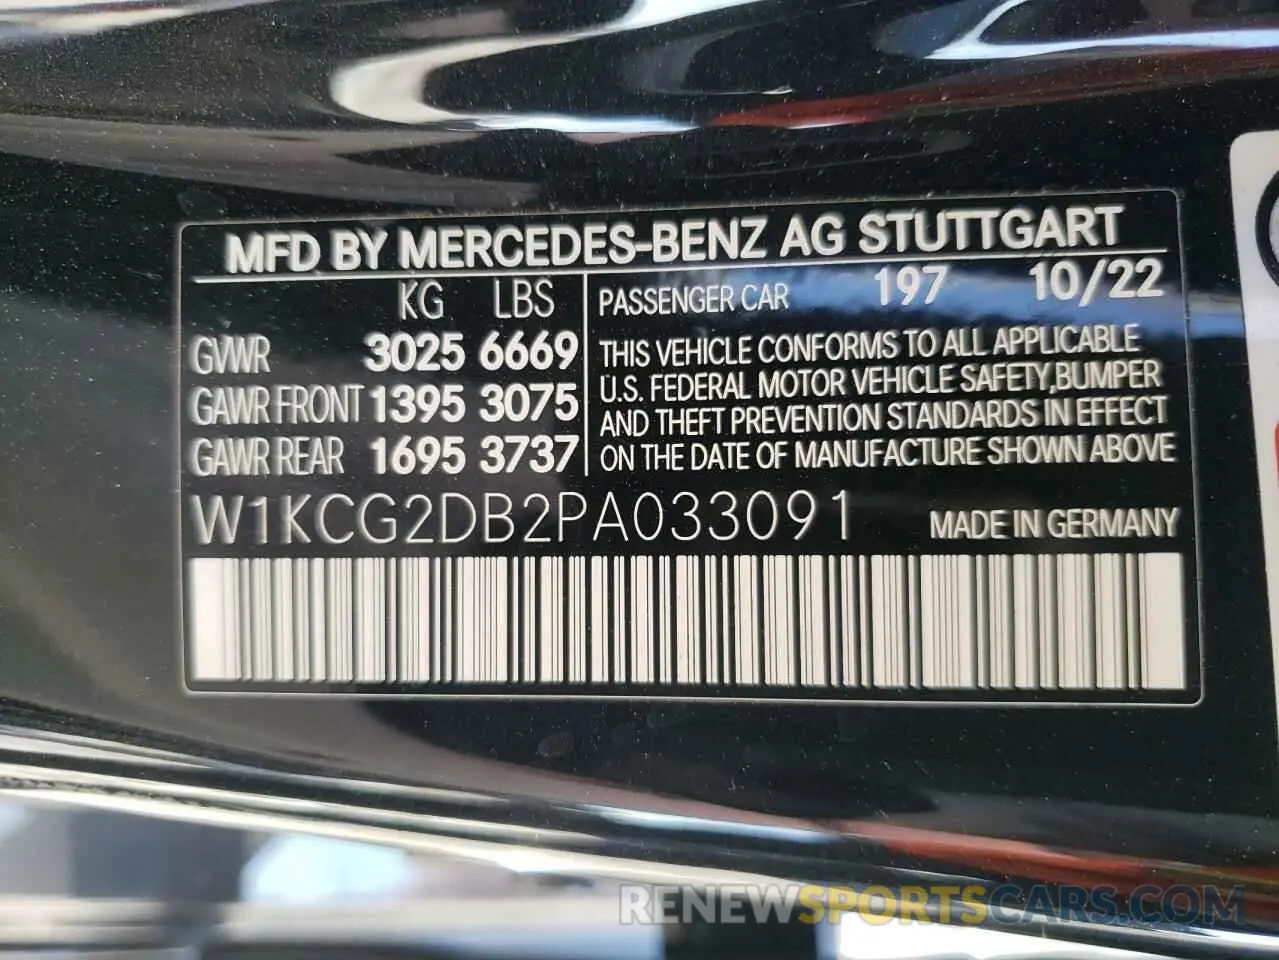 MFD BY MERCEDES-BENZ AG STUTTGART
KG LBS
GVWR 3025 6669
GAWR FRONT 1395 3075
GAWR REAR 1695 3737
PASSENGER CAR 197 10/22
THIS VEHICLE CONFORMS TO ALL APPLICABLE
U.S. FEDERAL MOTOR VEHICLE SAFETY,BUMPER
AND THEFT PREVENTION STANDARDS IN EFFECT
ON THE DATE OF MANUFACTURE SHOWN ABOVE
W1KCG2DB2PA033091 MADE IN GERMANY
RENEWSPORTSCARS.COM